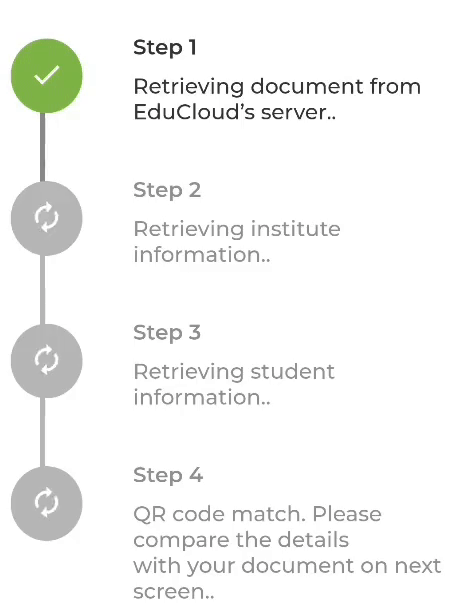 Step 1
Retrieving document from
EduCloud’s server..
Step 2
Retrieving institute
information..
Step 3
Retrieving student
information..
Step 4
QR code match. Please
compare the details
with your document on next
screen..